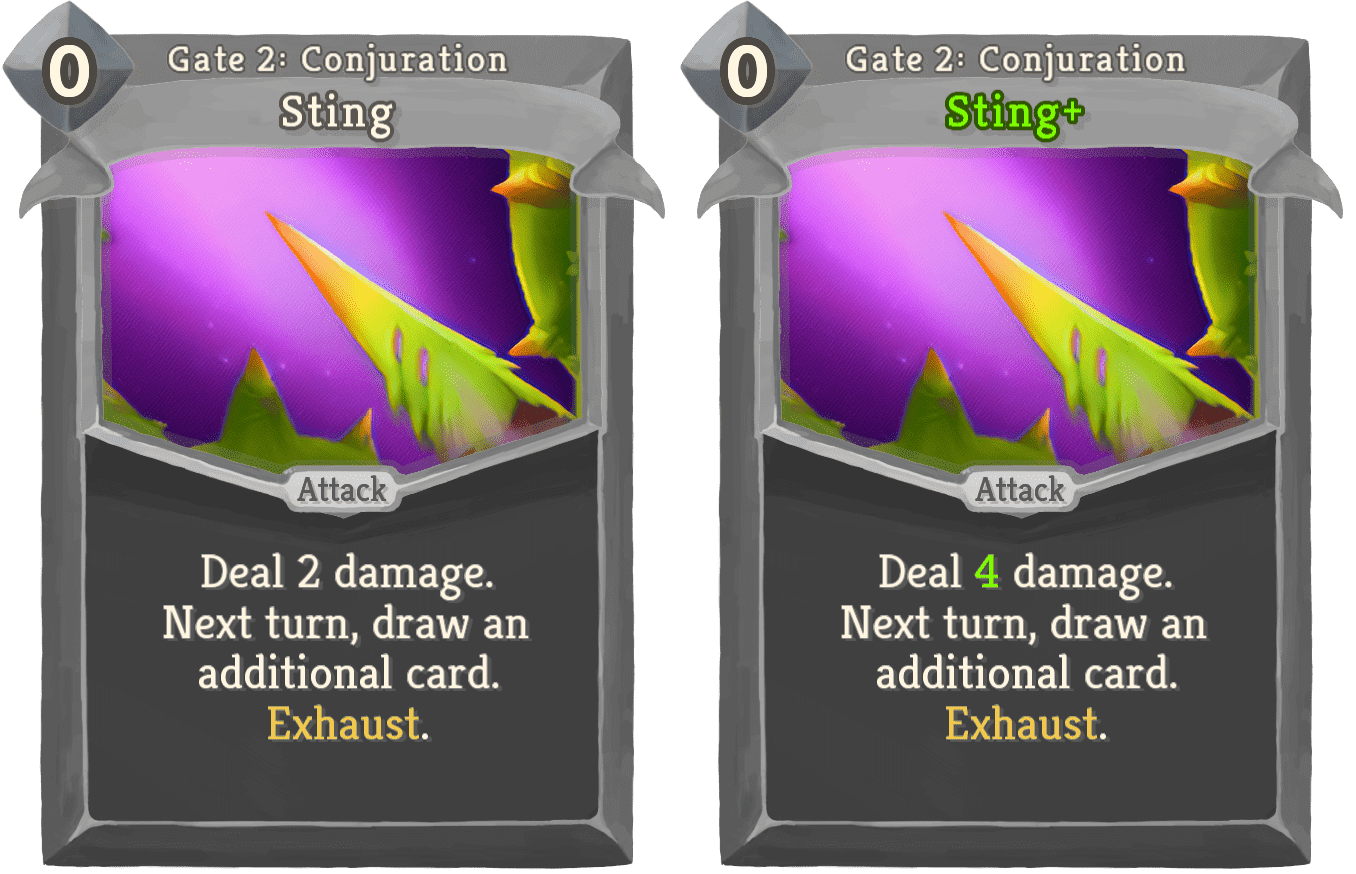 0
Gate 2: Conjuration
Sting
Attack
Deal 2 damage.
Next turn, draw an
additional card.
Exhaust.
0
Gate 2: Conjuration
Sting+
Attack
Deal 4 damage.
Next turn, draw an
additional card.
Exhaust.